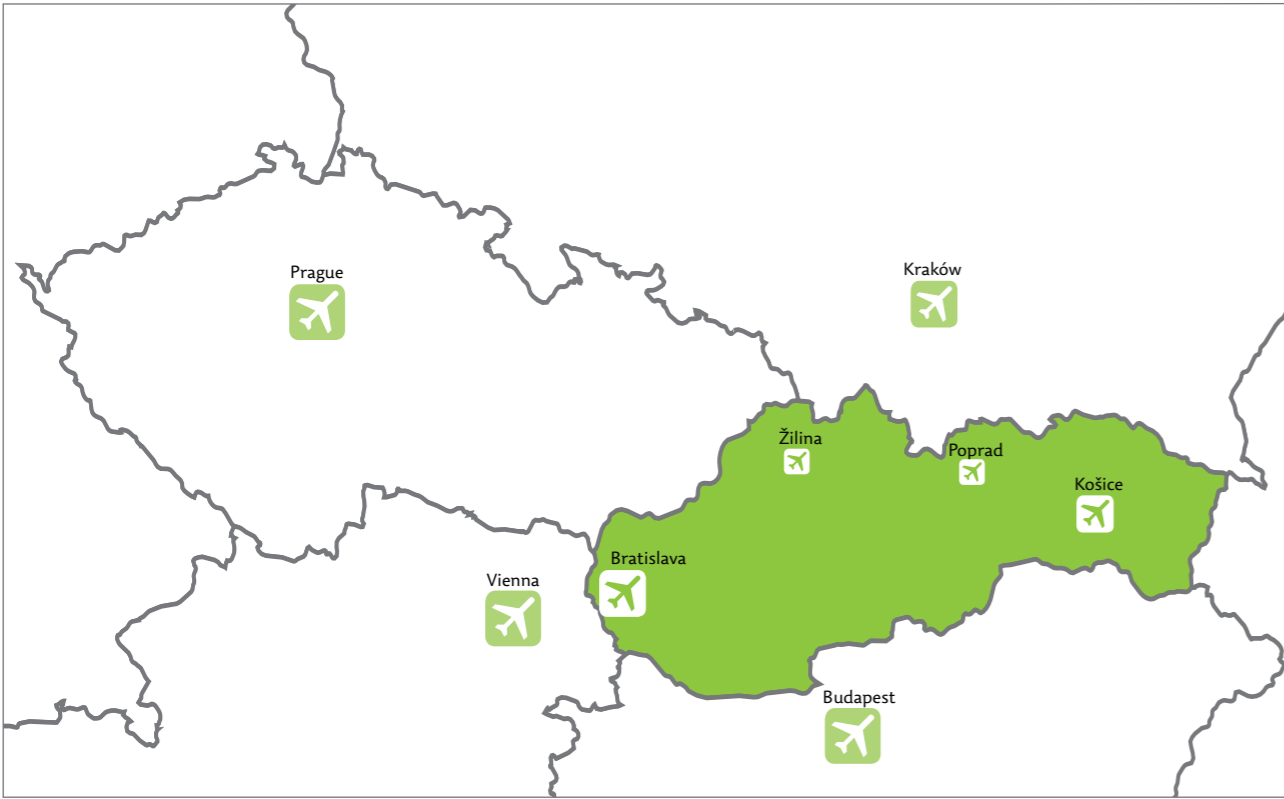 Prague
Kraków
Žilina
Poprad
Košice
Bratislava
Vienna
Budapest